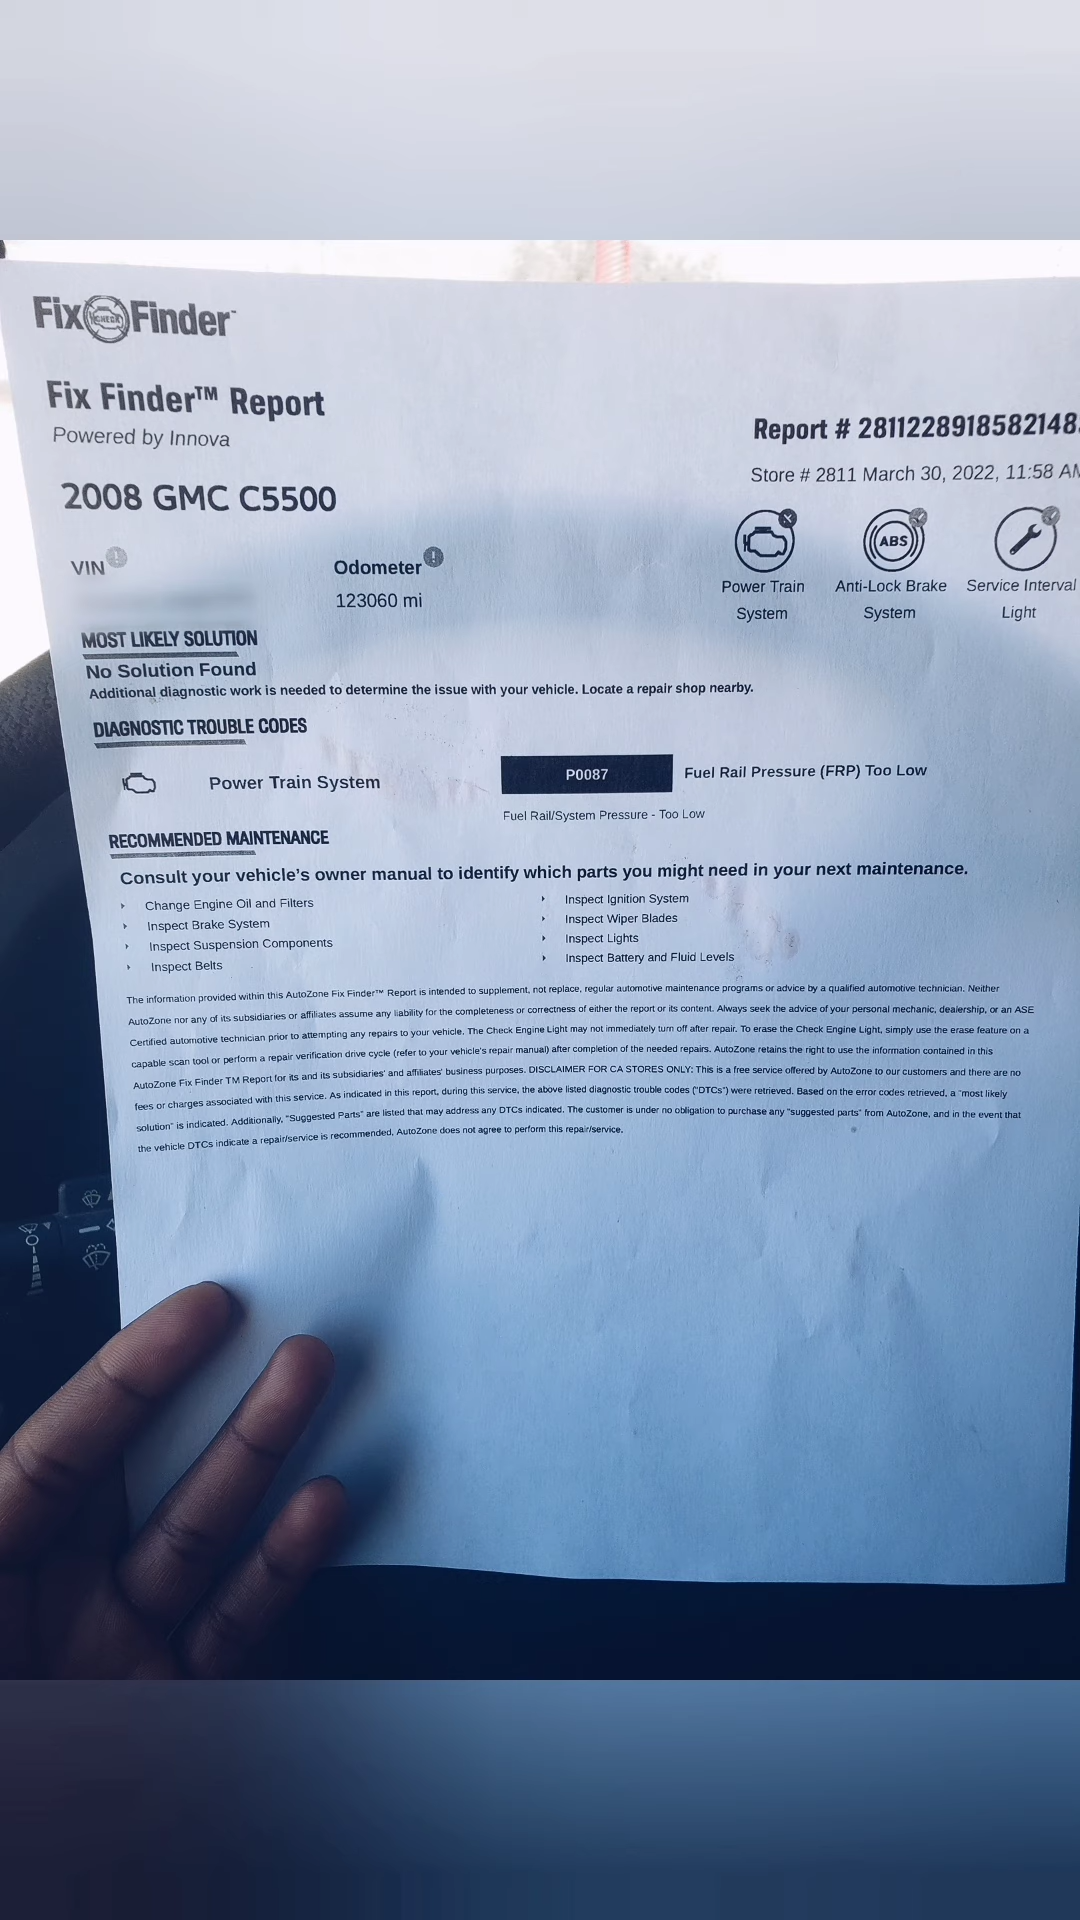 Fix CHECK Finder
Fix Finder™ Report
Powered by Innova
Report # 2811228918582148
Store # 2811 March 30, 2022, 11:58 AM
2008 GMC C5500
VIN
Odometer
123060 mi
ABS
Power Train System
Anti-Lock Brake System
Service Interval Light
MOST LIKELY SOLUTION
No Solution Found
Additional diagnostic work is needed to determine the issue with your vehicle. Locate a repair shop nearby.
DIAGNOSTIC TROUBLE CODES
Power Train System
P0087
Fuel Rail Pressure (FRP) Too Low
Fuel Rail/System Pressure - Too Low
RECOMMENDED MAINTENANCE
Consult your vehicle's owner manual to identify which parts you might need in your next maintenance.
Change Engine Oil and Filters
Inspect Brake System
Inspect Suspension Components
Inspect Belts
Inspect Ignition System
Inspect Wiper Blades
Inspect Lights
Inspect Battery and Fluid Levels
The information provided within this AutoZone Fix Finder™ Report is intended to supplement, not replace, regular automotive maintenance programs or advice by a qualified automotive technician. Neither
AutoZone nor any of its subsidiaries or affiliates assume any liability for the completeness or correctness of either the report or its content. Always seek the advice of your personal mechanic, dealership, or an ASE
Certified automotive technician prior to attempting any repairs to your vehicle. The Check Engine Light may not immediately turn off after repair. To erase the Check Engine Light, simply use the erase feature on a
capable scan tool or perform a repair verification drive cycle (refer to your vehicle's repair manual) after completion of the needed repairs. AutoZone retains the right to use the information contained in this
AutoZone Fix Finder TM Report for its and its subsidiaries' and affiliates' business purposes. DISCLAIMER FOR CA STORES ONLY: This is a free service offered by AutoZone to our customers and there are no
fees or charges associated with this service. As indicated in this report, during this service, the above listed diagnostic trouble codes ("DTCs") were retrieved. Based on the error codes retrieved, a "most likely
solution" is indicated. Additionally, "Suggested Parts" are listed that may address any DTCs indicated. The customer is under no obligation to purchase any "suggested parts" from AutoZone, and in the event that
the vehicle DTCs indicate a repair/service is recommended, AutoZone does not agree to perform this repair/service.